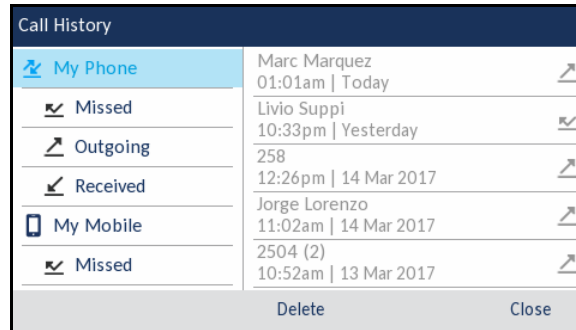 Call History
My Phone
Missed
Outgoing
Received
My Mobile
Missed
Marc Marquez
01:01am | Today
Livio Suppi
10:33pm | Yesterday
258
12:26pm | 14 Mar 2017
Jorge Lorenzo
11:02am | 14 Mar 2017
2504 (2)
10:52am | 13 Mar 2017
Delete
Close